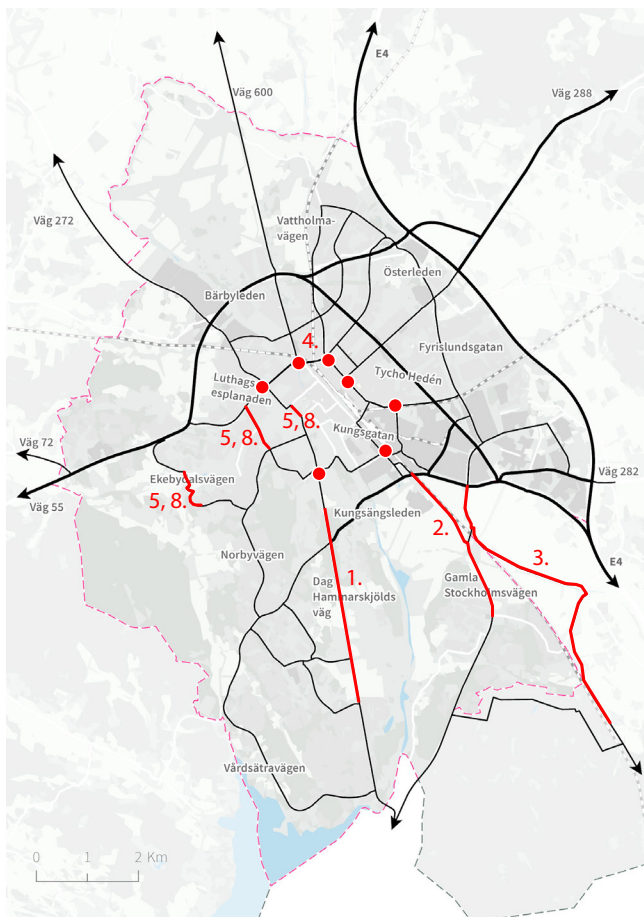 E4
Väg 600
Väg 288
Väg 272
Vattholma-
vägen
Österleden
Bärbyleden
4.
Fyrislundsgatan
Luthags-
esplanaden
Tycho Hedén
5, 8.
5, 8.
Kungsgatan
Väg 72
Ekebydalsvägen
5, 8.
Väg 282
Väg 55
Kungsängsleden
2.
Norbyvägen
3.
E4
1.
Dag
Hammarskjölds
väg
Gamla
Stockholmsvägen
Vårdsätravägen
0 1 2 Km